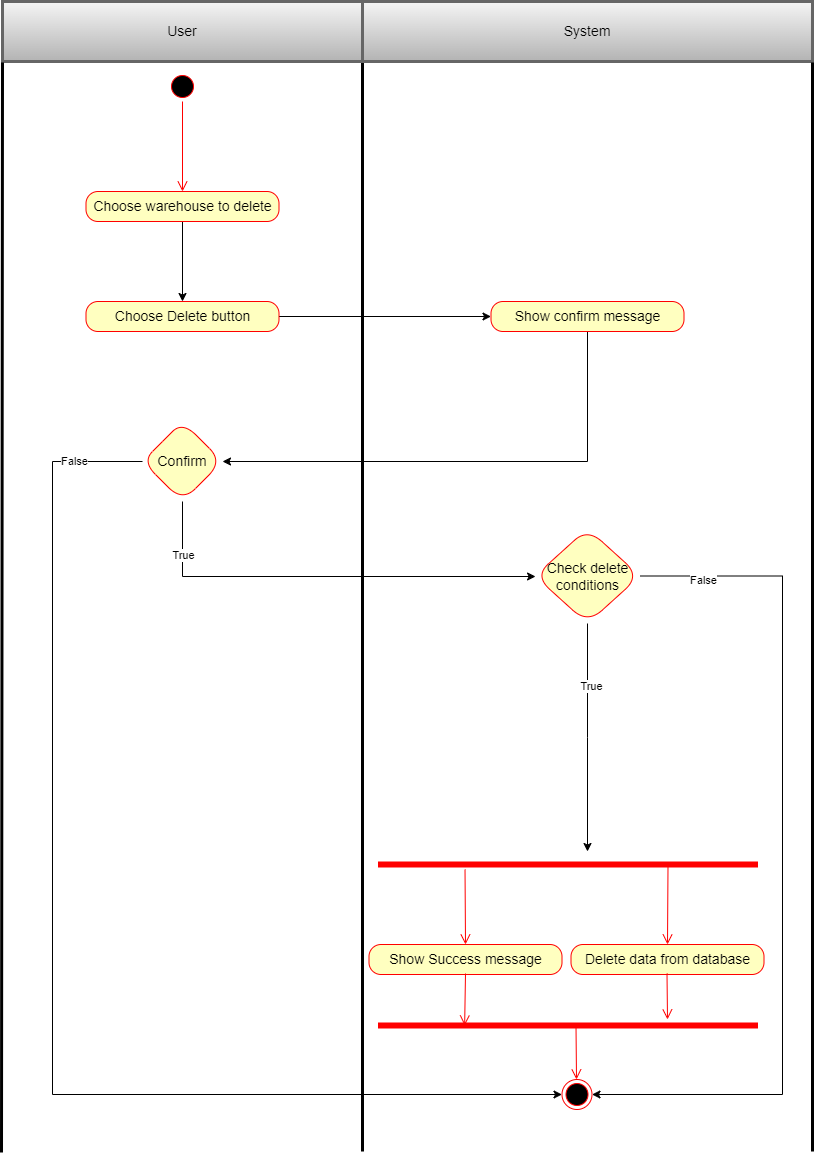 User
System
Choose warehouse to delete
Choose Delete button
Show confirm message
Confirm
False
True
Check delete
conditions
False
True
Show Success message
Delete data from database